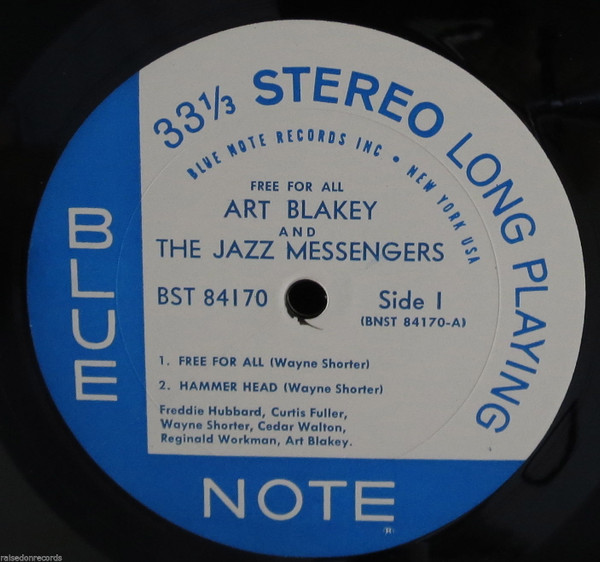 33⅓ STEREO LONG PLAYING
BLUE NOTE RECORDS INC • NEW YORK USA
FREE FOR ALL
ART BLAKEY
AND
THE JAZZ MESSENGERS
BST 84170
Side 1
(BNST 84170-A)
1. FREE FOR ALL (Wayne Shorter)
2. HAMMER HEAD (Wayne Shorter)
Freddie Hubbard, Curtis Fuller,
Wayne Shorter, Cedar Walton,
Reginald Workman, Art Blakey.
BLUE
NOTE
®
raisedonrecords